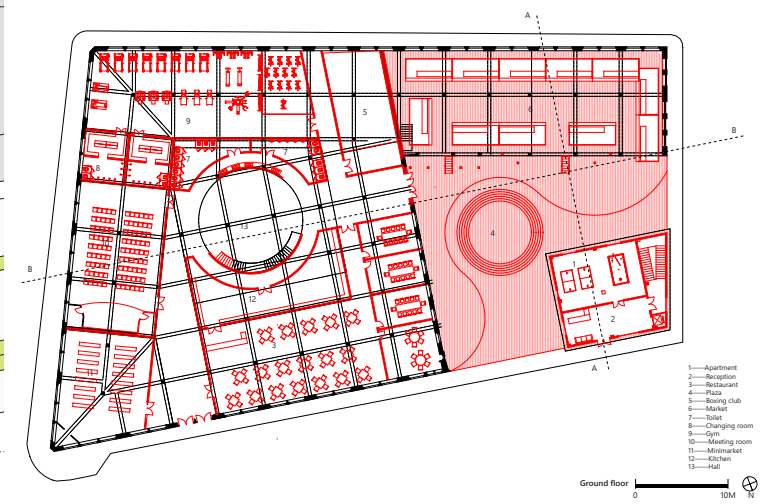 A
B
6
5
9
7
7
8
13
4
10
1
B
12
2
3
A
11
1——Apartment
2——Reception
3——Restaurant
4——Plaza
5——Boxing club
6——Market
7——Toilet
8——Changing room
9——Gym
10——Meeting room
11——Minimarket
12——Kitchen
13——Hall
Ground floor
0 10M N